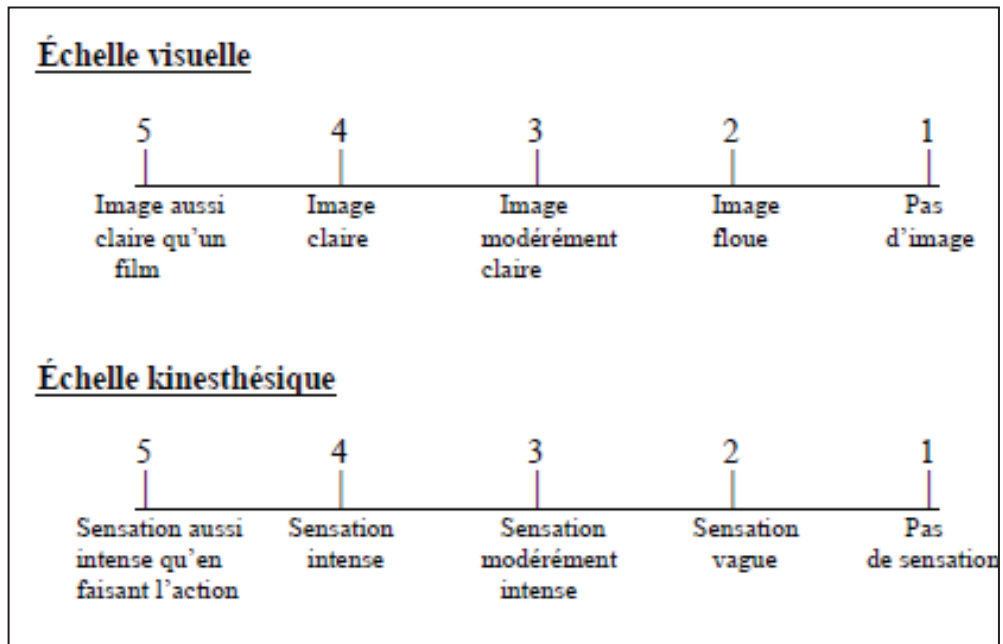 Échelle visuelle
5 4 3 2 1
Image aussi Image Image Image Pas
claire qu'un claire modérément floue d'image
film claire
Échelle kinesthésique
5 4 3 2 1
Sensation aussi Sensation Sensation Sensation Pas
intense qu'en intense modérément vague de sensation
faisant l'action intense